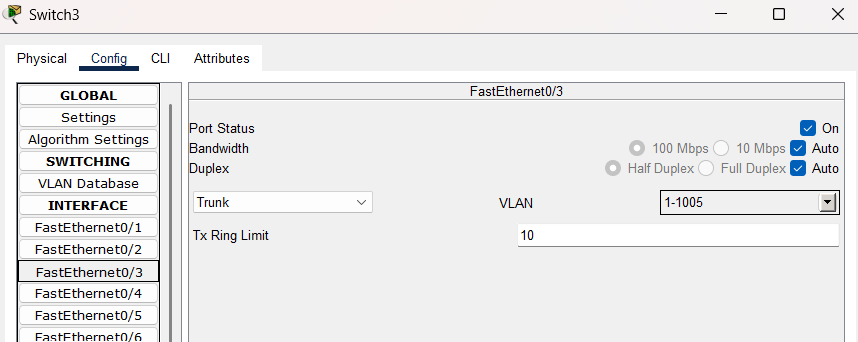 Switch3
Physical Config CLI Attributes
GLOBAL
Settings
Algorithm Settings
SWITCHING
VLAN Database
INTERFACE
FastEthernet0/1
FastEthernet0/2
FastEthernet0/3
FastEthernet0/4
FastEthernet0/5
FastEthernet0/6
FastEthernet0/3
Port Status On
Bandwidth 100 Mbps 10 Mbps Auto
Duplex Half Duplex Full Duplex Auto
Trunk VLAN 1-1005
Tx Ring Limit 10